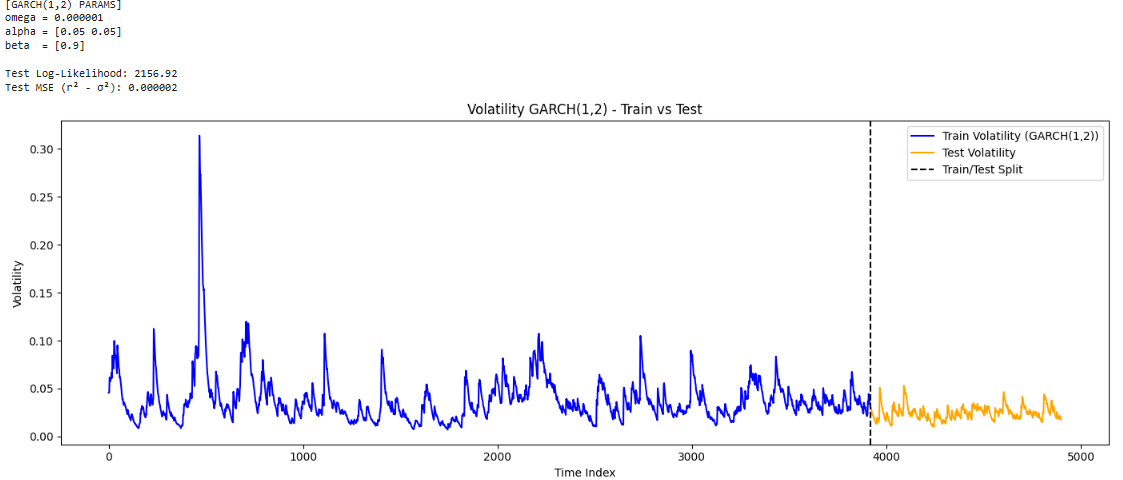 [GARCH(1,2) PARAMS]
omega = 0.000001
alpha = [0.05 0.05]
beta  = [0.9]
Test Log-Likelihood: 2156.92
Test MSE (r² - σ²): 0.000002
Volatility GARCH(1,2) - Train vs Test
Train Volatility (GARCH(1,2))
Test Volatility
Train/Test Split
Volatility
0.30
0.25
0.20
0.15
0.10
0.05
0.00
0 1000 2000 3000 4000 5000
Time Index